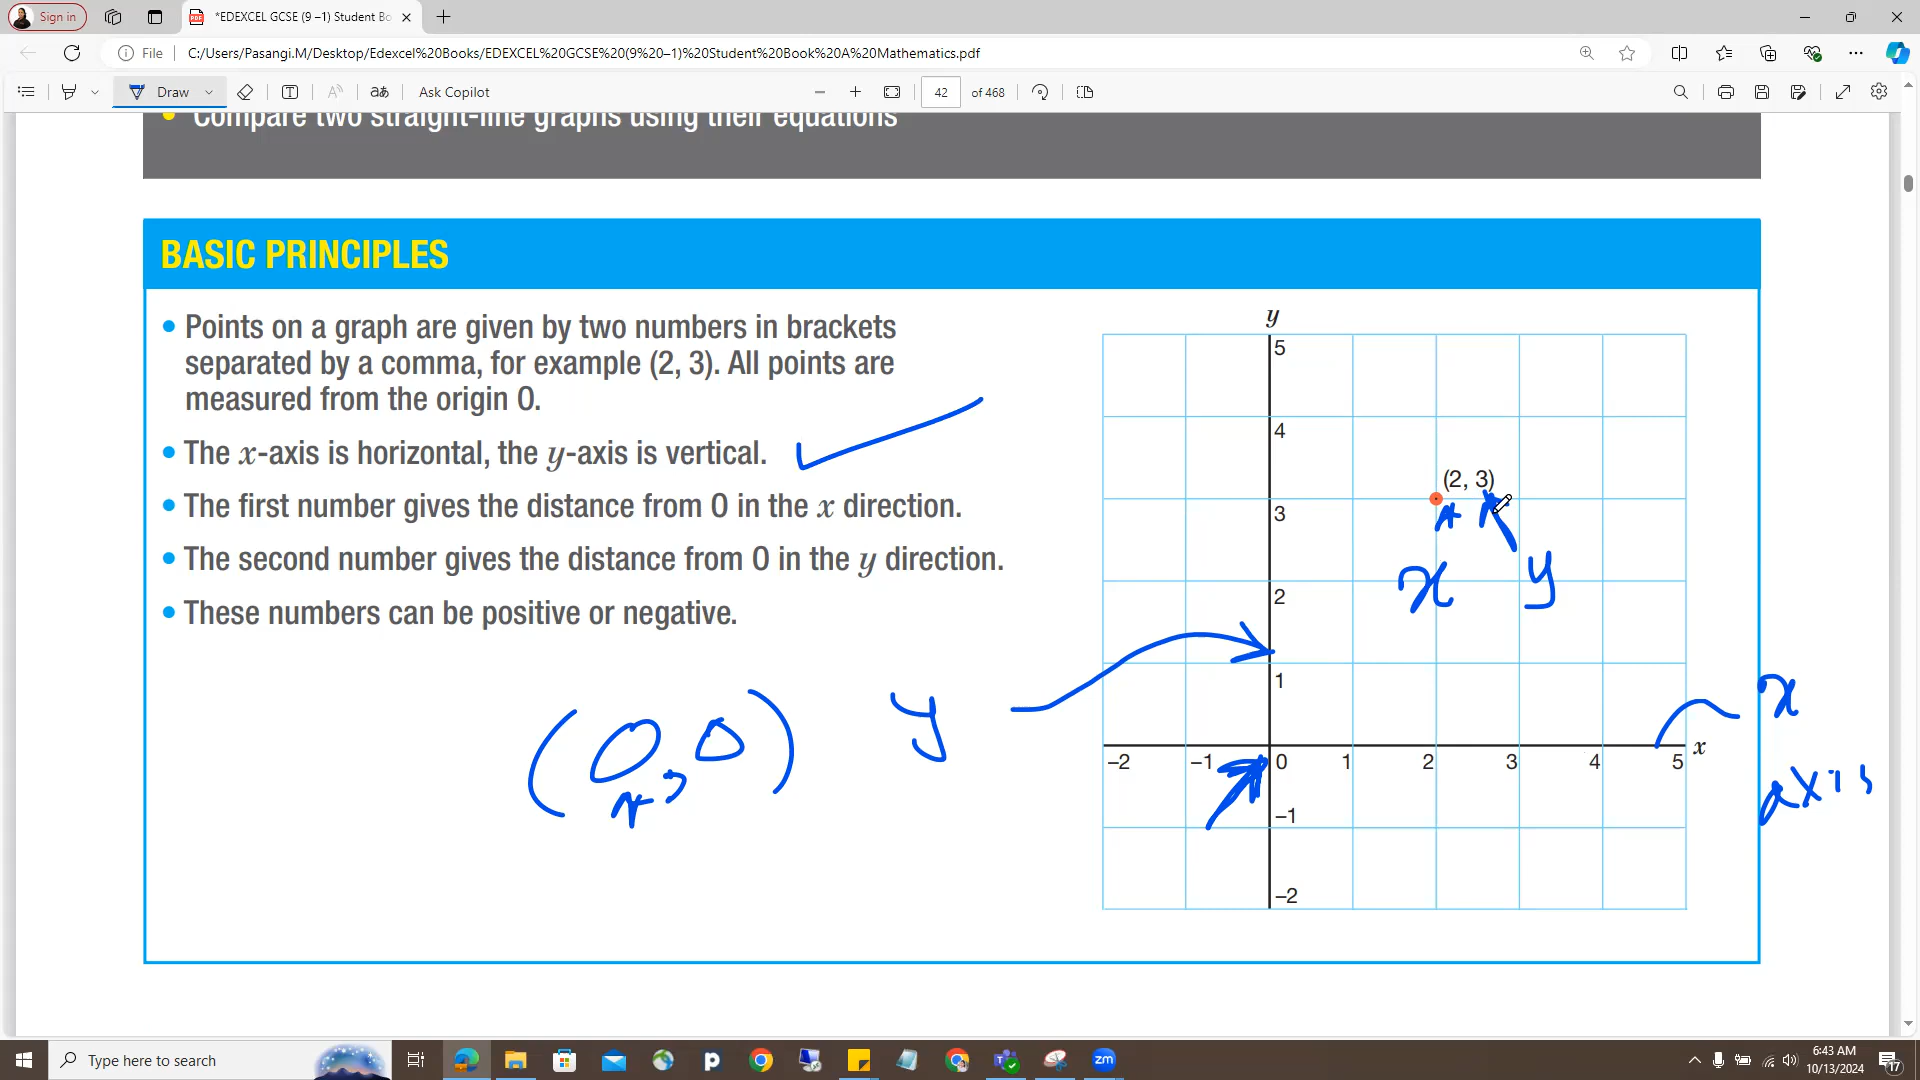 Sign in
*EDEXCEL GCSE (9 –1) Student Bo
File
C:/Users/Pasangi.M/Desktop/Edexcel%20Books/EDEXCEL%20GCSE%20(9%20–1)%20Student%20Book%20A%20Mathematics.pdf
Draw
aあ
Ask Copilot
42
of 468
Compare two straight-line graphs using their equations
BASIC PRINCIPLES
• Points on a graph are given by two numbers in brackets
separated by a comma, for example (2, 3). All points are
measured from the origin O.
• The x-axis is horizontal, the y-axis is vertical.
• The first number gives the distance from O in the x direction.
• The second number gives the distance from O in the y direction.
• These numbers can be positive or negative.
y
5
4
(2, 3)
3
x y
2
1
(0, 0) y
x
x
axis
–2 –1 0 1 2 3 4 5
–1
–2
Type here to search
zm
6:43 AM
10/13/2024
17